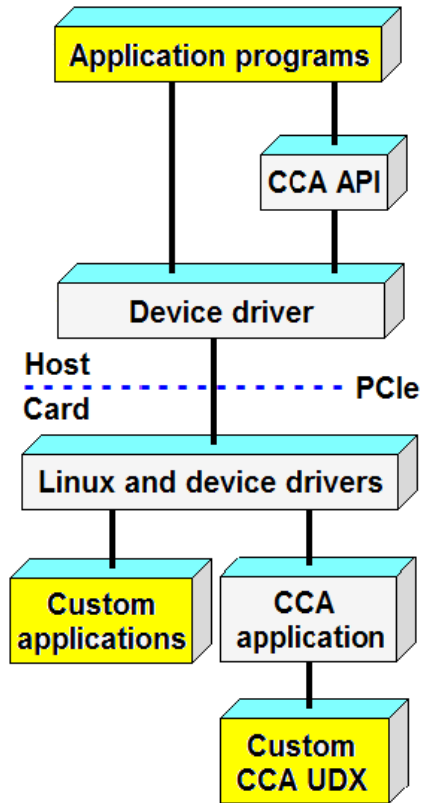 Application programs
CCA API
Device driver
Host
PCIe
Card
Linux and device drivers
Custom
applications
CCA
application
Custom
CCA UDX